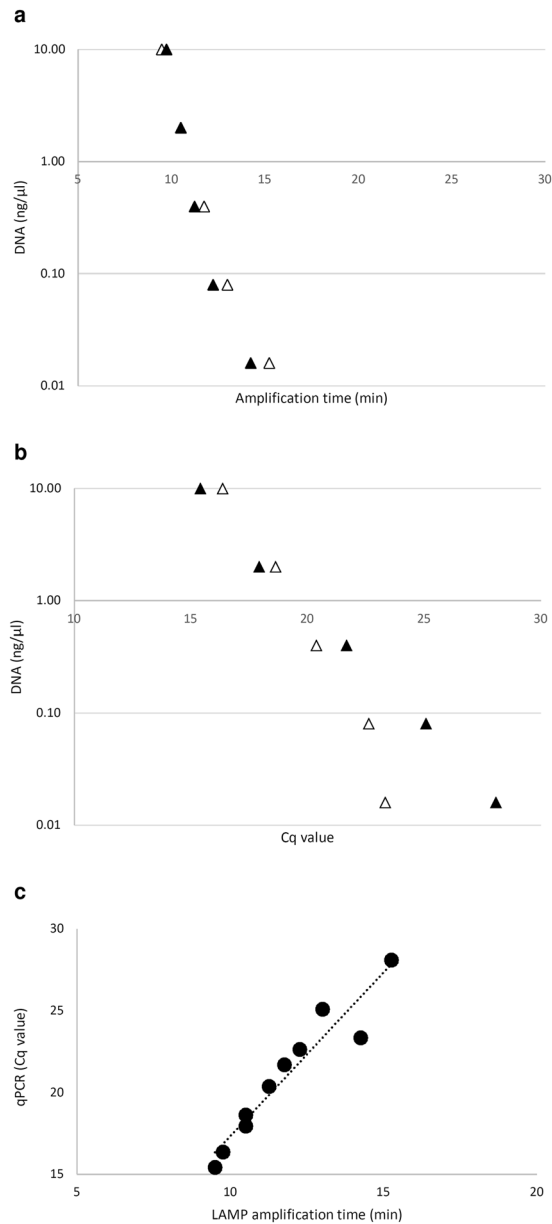 a
10.00
1.00
5 10 15 20 25 30
DNA (ng/µl)
0.10
0.01
Amplification time (min)
b
10.00
1.00
10 15 20 25 30
DNA (ng/µl)
0.10
0.01
Cq value
c
30
25
qPCR (Cq value)
20
15
5 10 15 20
LAMP amplification time (min)